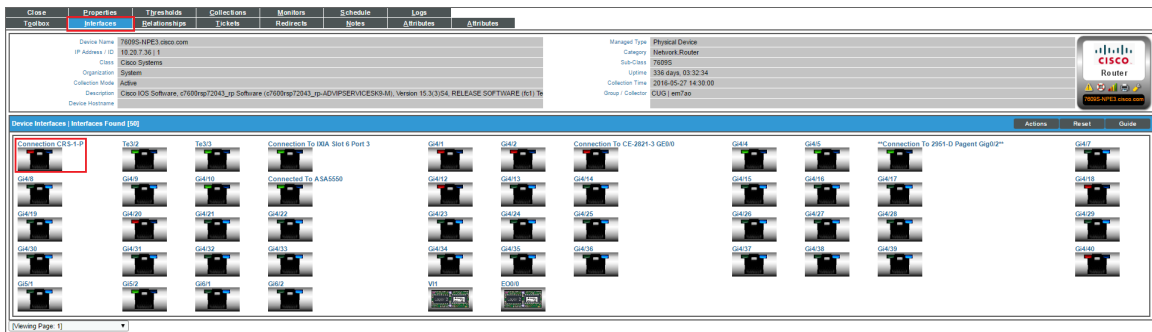 Close Properties Thresholds Collections Monitors Schedule Logs
Toolbox Interfaces Relationships Tickets Redirects Notes Attributes Attributes
Device Name 7609S-NPE3.cisco.com Managed Type Physical Device
IP Address / ID 10.20.7.36 | 1 Category Network.Router
Class Cisco Systems Sub-Class 7609S
Organization System Uptime 336 days, 03:32:34
Collection Mode Active Collection Time 2016-05-27 14:30:00
Description Cisco IOS Software, c7600rsp72043_rp Software (c7600rsp72043_rp-ADVIPSERVICESK9-M), Version 15.3(3)S4, RELEASE SOFTWARE (fc1) Te Group / Collector CUG | em7ao
Device Hostname
CISCO
Router
7609S-NPE3.cisco.com
Device Interfaces | Interfaces Found [50] Actions Reset Guide
Connection CRS-1-P Te3/2 Te3/3 Connection To IXIA Slot 6 Port 3 Gi4/1 Gi4/2 Connection To CE-2821-3 GE0/0 Gi4/4 Gi4/5 **Connection To 2951-D Pagent Gig0/2** Gi4/7
Gi4/8 Gi4/9 Gi4/10 Connected To ASA5550 Gi4/12 Gi4/13 Gi4/14 Gi4/15 Gi4/16 Gi4/17 Gi4/18
Gi4/19 Gi4/20 Gi4/21 Gi4/22 Gi4/23 Gi4/24 Gi4/25 Gi4/26 Gi4/27 Gi4/28 Gi4/29
Gi4/30 Gi4/31 Gi4/32 Gi4/33 Gi4/34 Gi4/35 Gi4/36 Gi4/37 Gi4/38 Gi4/39 Gi4/40
Gi5/1 Gi5/2 Gi6/1 Gi6/2 Vl1 EO0/0
[Viewing Page: 1]